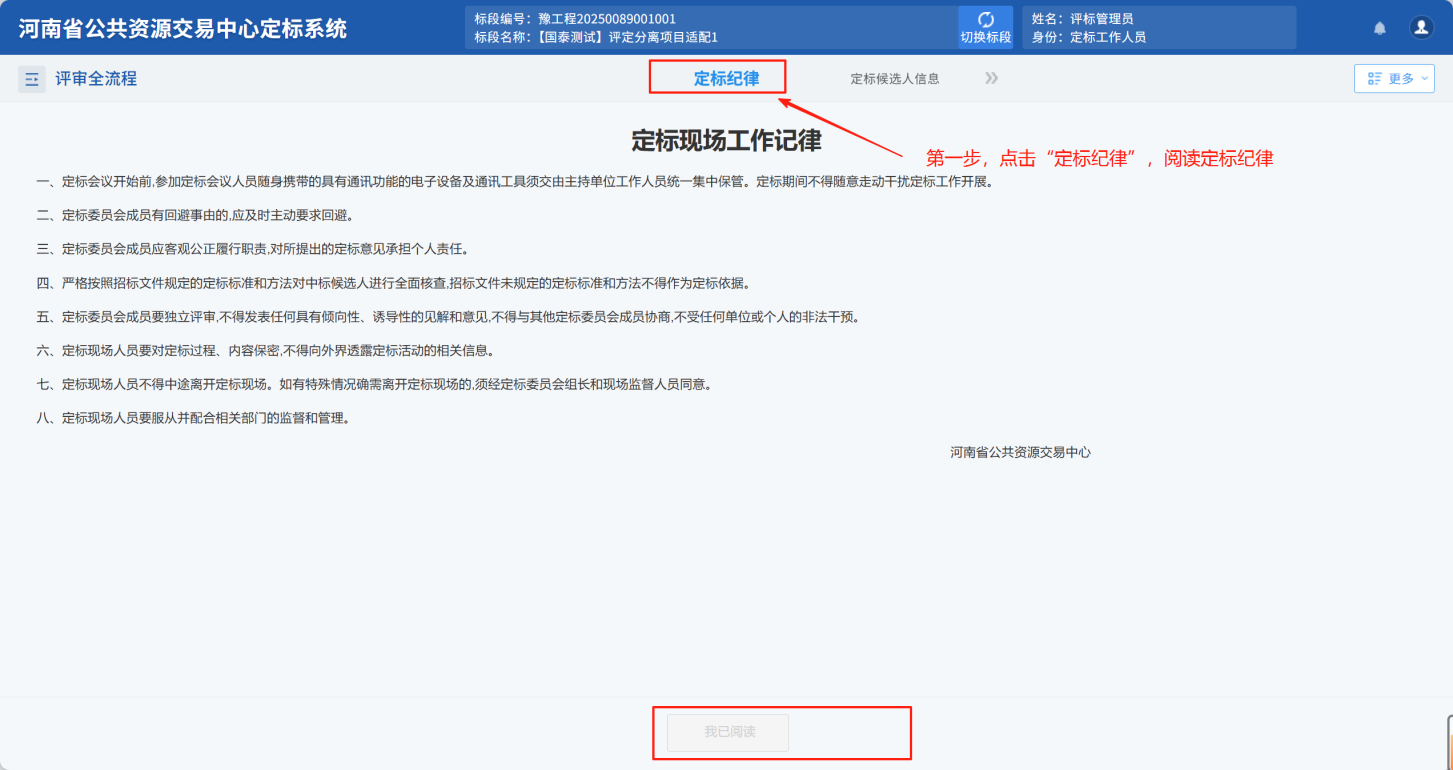 河南省公共资源交易中心定标系统
标段编号：豫工程20250089001001
标段名称：【国泰测试】评定分离项目适配1
切换标段
姓名：评标管理员
身份：定标工作人员
评审全流程
定标纪律
定标候选人信息
更多
定标现场工作记律
第一步，点击“定标纪律”，阅读定标纪律
一、定标会议开始前,参加定标会议人员随身携带的具有通讯功能的电子设备及通讯工具须交由主持单位工作人员统一集中保管。定标期间不得随意走动干扰定标工作开展。
二、定标委员会成员有回避事由的,应及时主动要求回避。
三、定标委员会成员应客观公正履行职责,对所提出的定标意见承担个人责任。
四、严格按照招标文件规定的定标标准和方法对中标候选人进行全面核查,招标文件未规定的定标标准和方法不得作为定标依据。
五、定标委员会成员要独立评审,不得发表任何具有倾向性、诱导性的见解和意见,不得与其他定标委员会成员协商,不受任何单位或个人的非法干预。
六、定标现场人员要对定标过程、内容保密,不得向外界透露定标活动的相关信息。
七、定标现场人员不得中途离开定标现场。如有特殊情况确需离开定标现场的,须经定标委员会组长和现场监督人员同意。
八、定标现场人员要服从并配合相关部门的监督和管理。
河南省公共资源交易中心
我已阅读